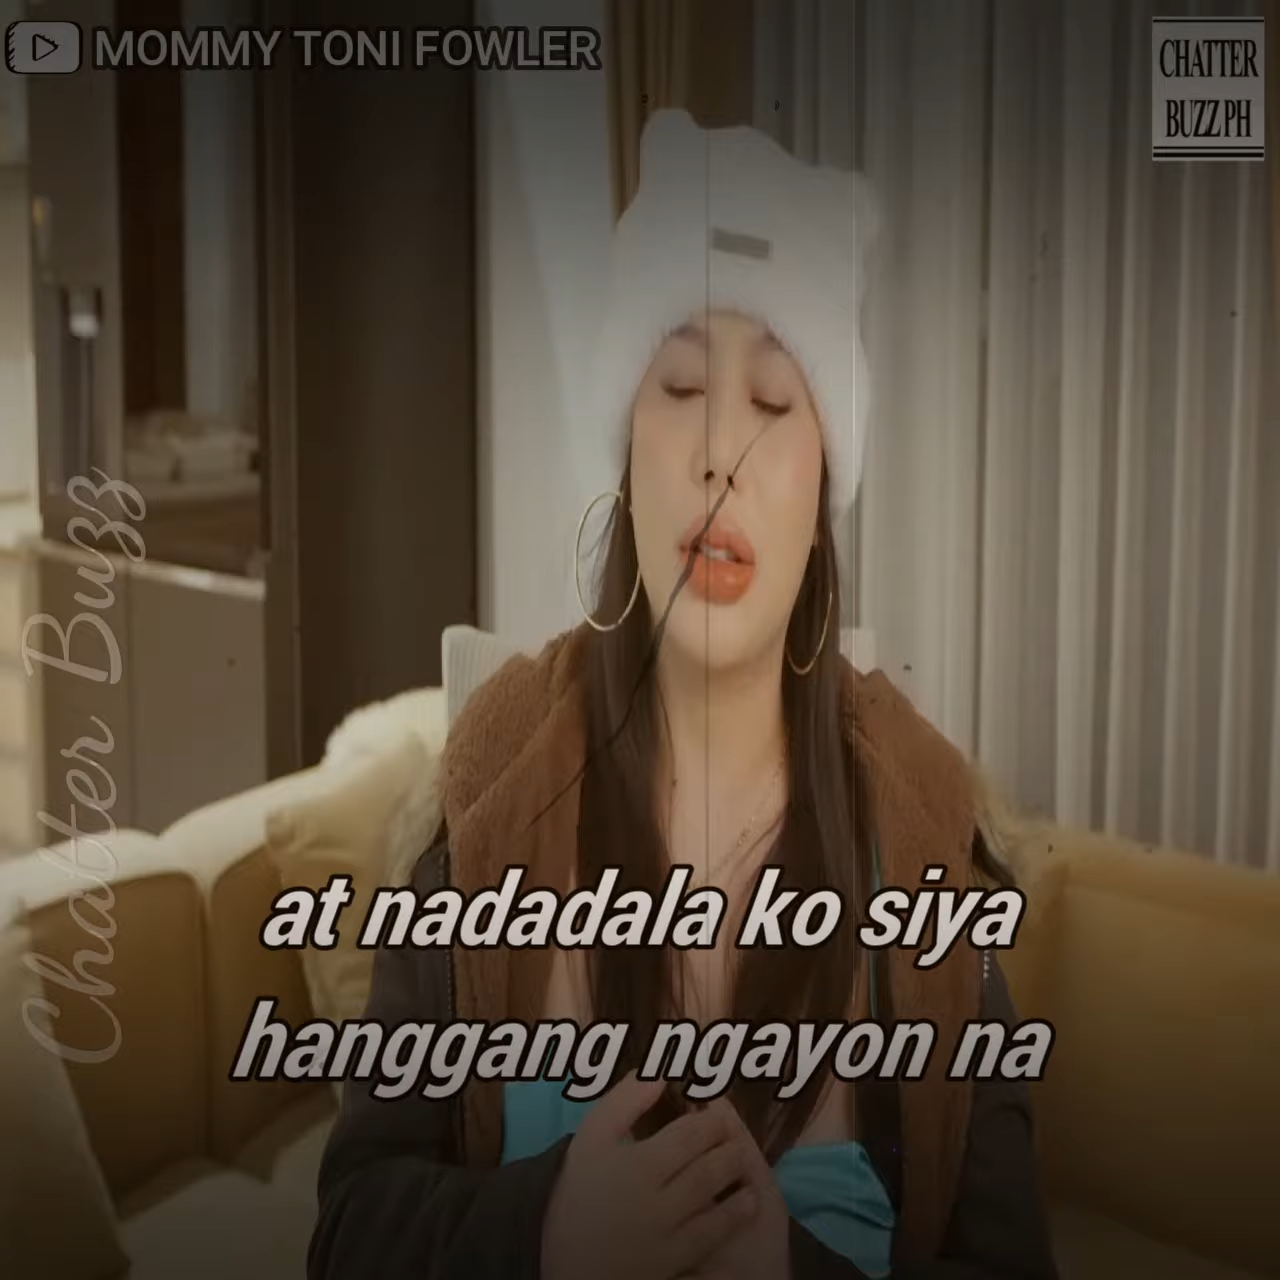 MOMMY TONI FOWLER
CHATTER
BUZZ PH
Chatter Buzz
at nadadala ko siya
hanggang ngayon na